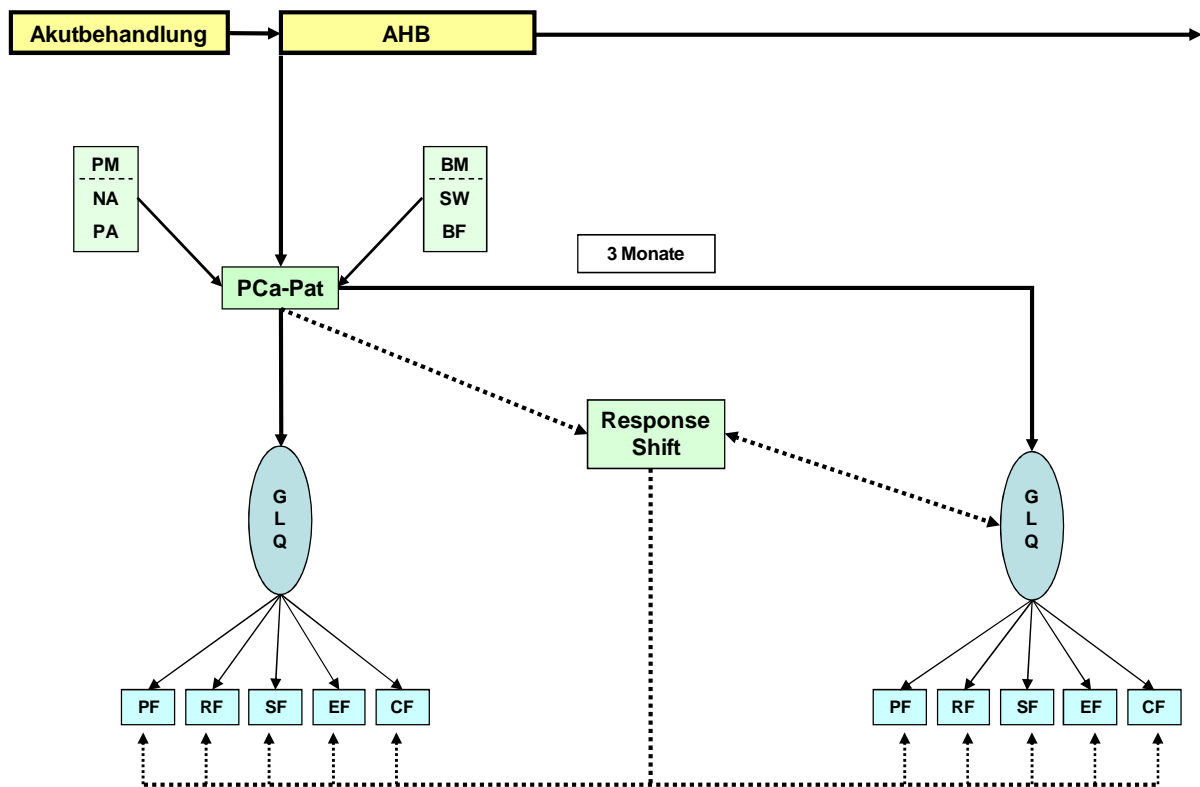 Akutbehandlung
AHB
PM
NA
PA
BM
SW
BF
3 Monate
PCa-Pat
Response
Shift
G
L
Q
G
L
Q
PF
RF
SF
EF
CF
PF
RF
SF
EF
CF